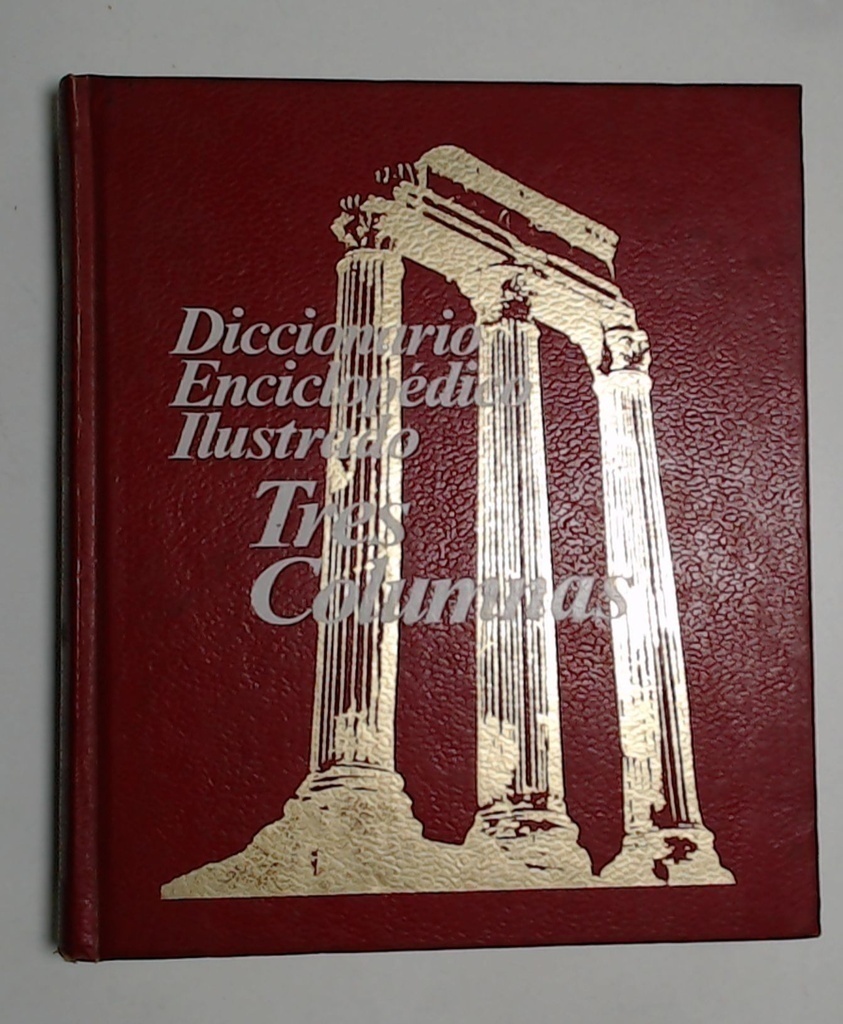 Diccionario
Enciclopédico
Ilustrado
Tres
Columnas